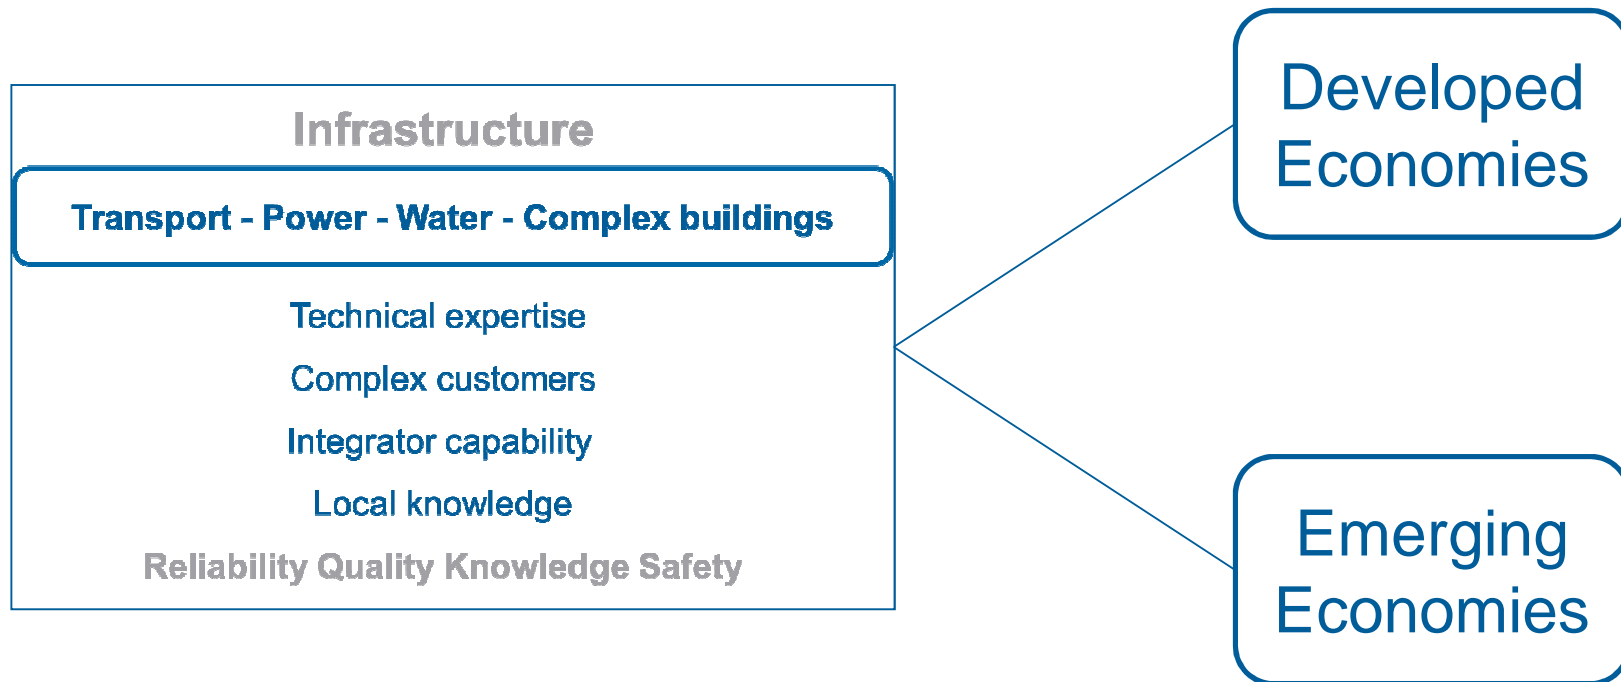 Infrastructure
Transport - Power - Water - Complex buildings
Technical expertise
Complex customers
Integrator capability
Local knowledge
Reliability Quality Knowledge Safety
Developed
Economies
Emerging
Economies